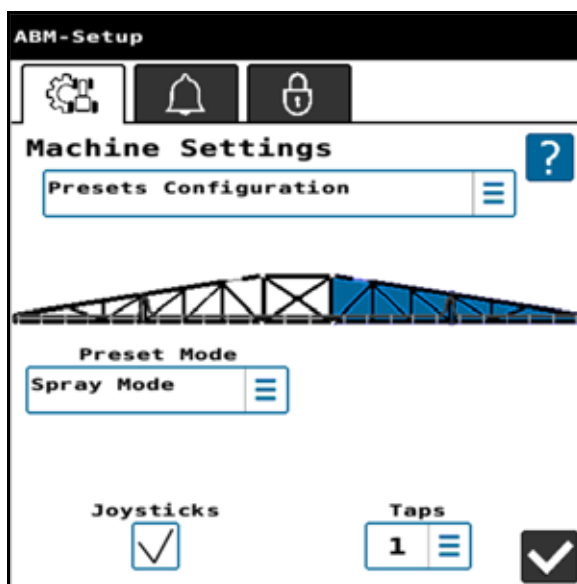 ABM-Setup
Machine Settings
?
Presets Configuration
Preset Mode
Spray Mode
Joysticks
Taps
1